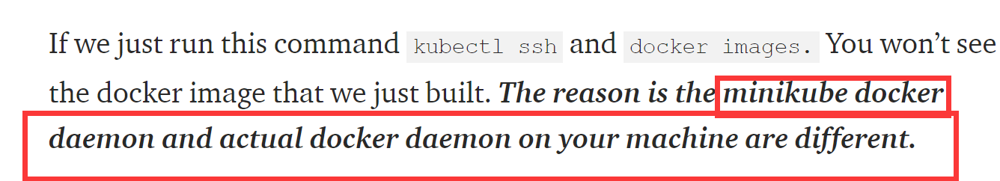 If we just run this command kubectl ssh and docker images. You won’t see
the docker image that we just built. The reason is the minikube docker
daemon and actual docker daemon on your machine are different.